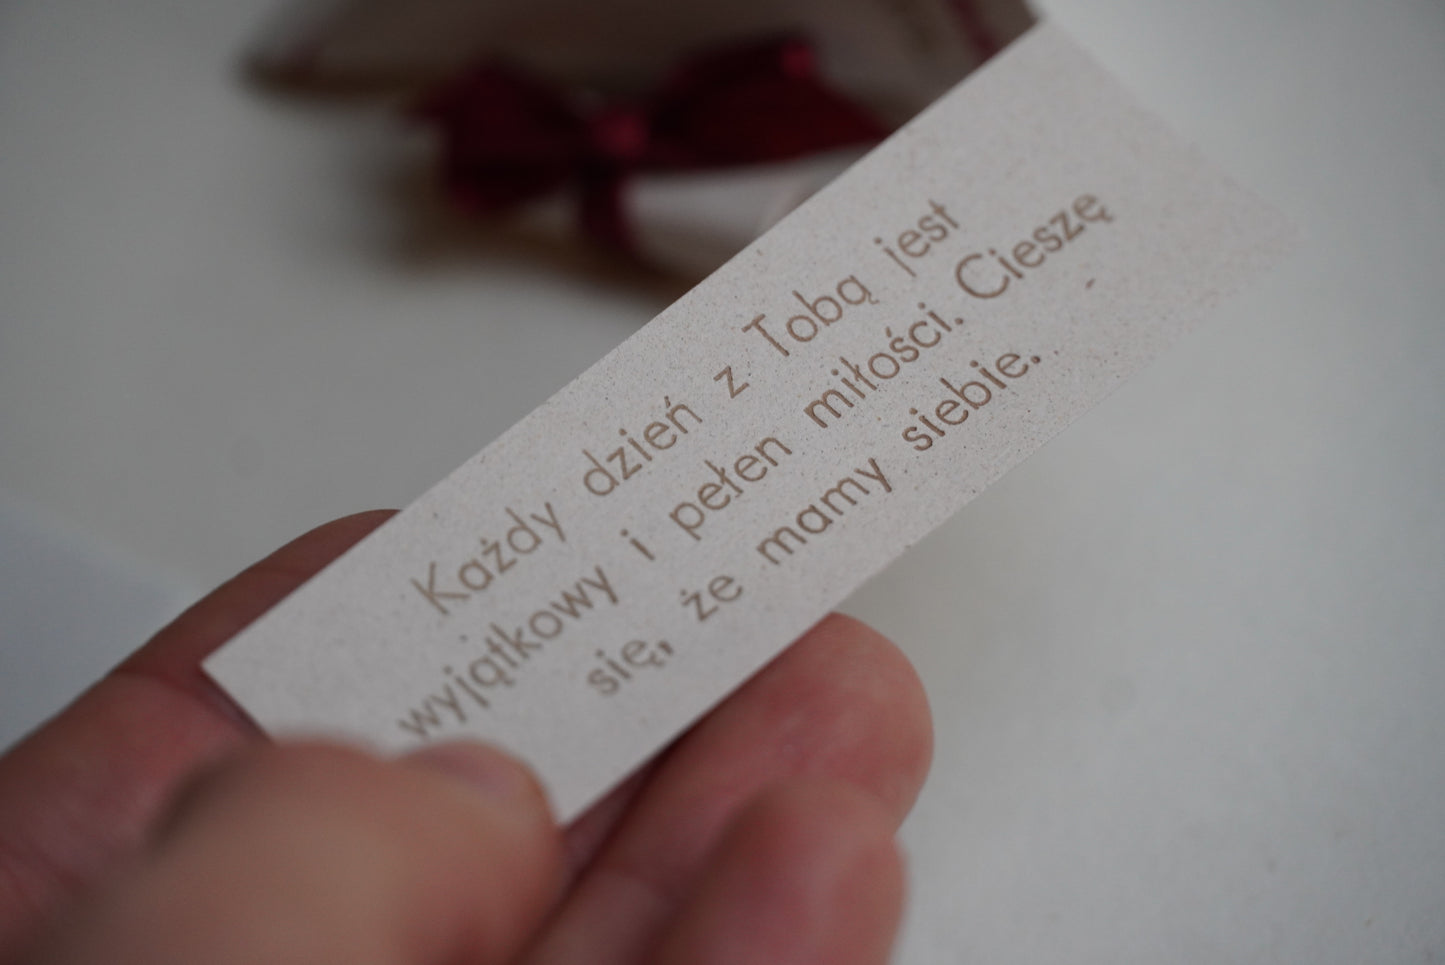 Każdy dzień z Tobą jest
wyjątkowy i pełen miłości. Cieszę
się, że mamy siebie.